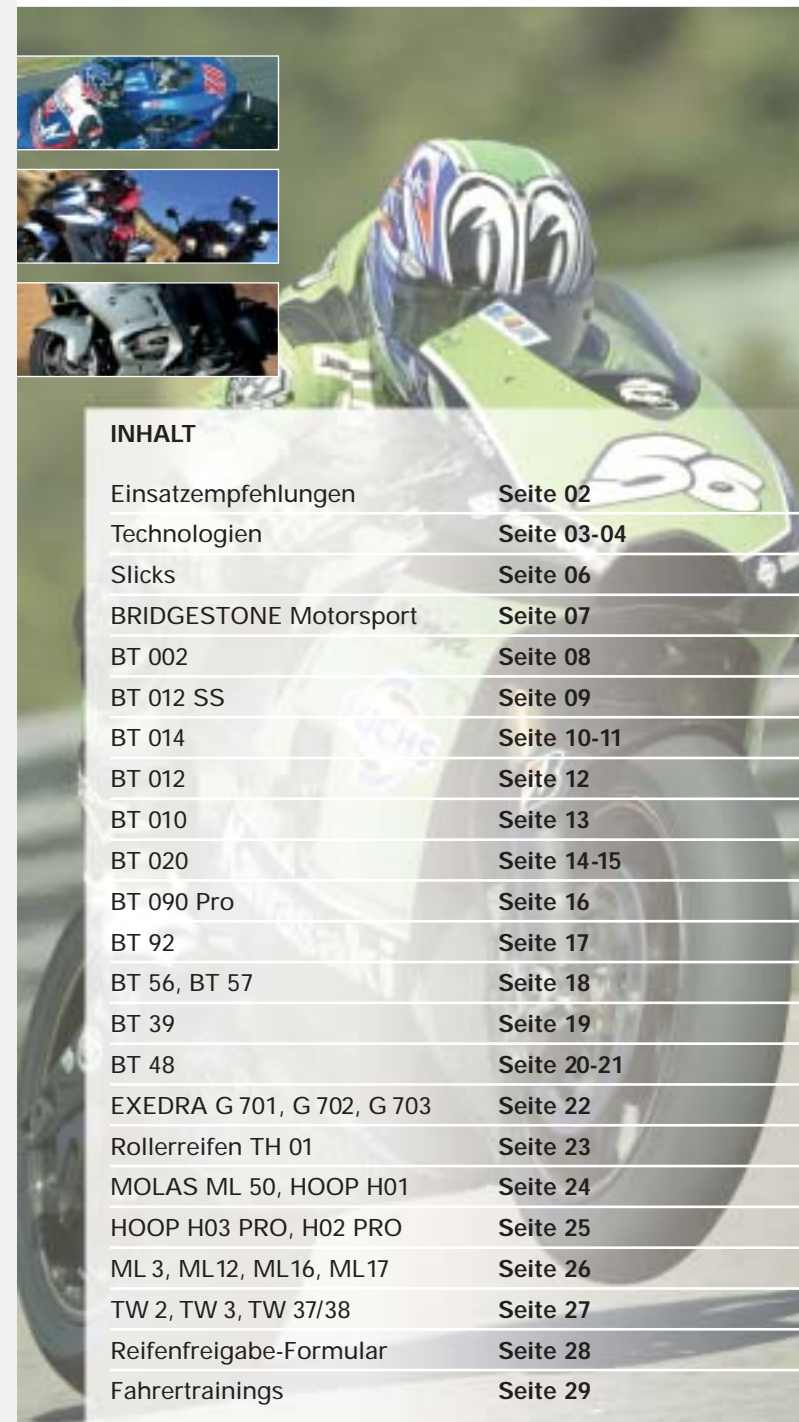 56
FUCHS
INHALT
Einsatzempfehlungen Seite 02
Technologien Seite 03-04
Slicks Seite 06
BRIDGESTONE Motorsport Seite 07
BT 002 Seite 08
BT 012 SS Seite 09
BT 014 Seite 10-11
BT 012 Seite 12
BT 010 Seite 13
BT 020 Seite 14-15
BT 090 Pro Seite 16
BT 92 Seite 17
BT 56, BT 57 Seite 18
BT 39 Seite 19
BT 48 Seite 20-21
EXEDRA G 701, G 702, G 703 Seite 22
Rollerreifen TH 01 Seite 23
MOLAS ML 50, HOOP H01 Seite 24
HOOP H03 PRO, H02 PRO Seite 25
ML 3, ML12, ML16, ML17 Seite 26
TW 2, TW 3, TW 37/38 Seite 27
Reifenfreigabe-Formular Seite 28
Fahrertrainings Seite 29